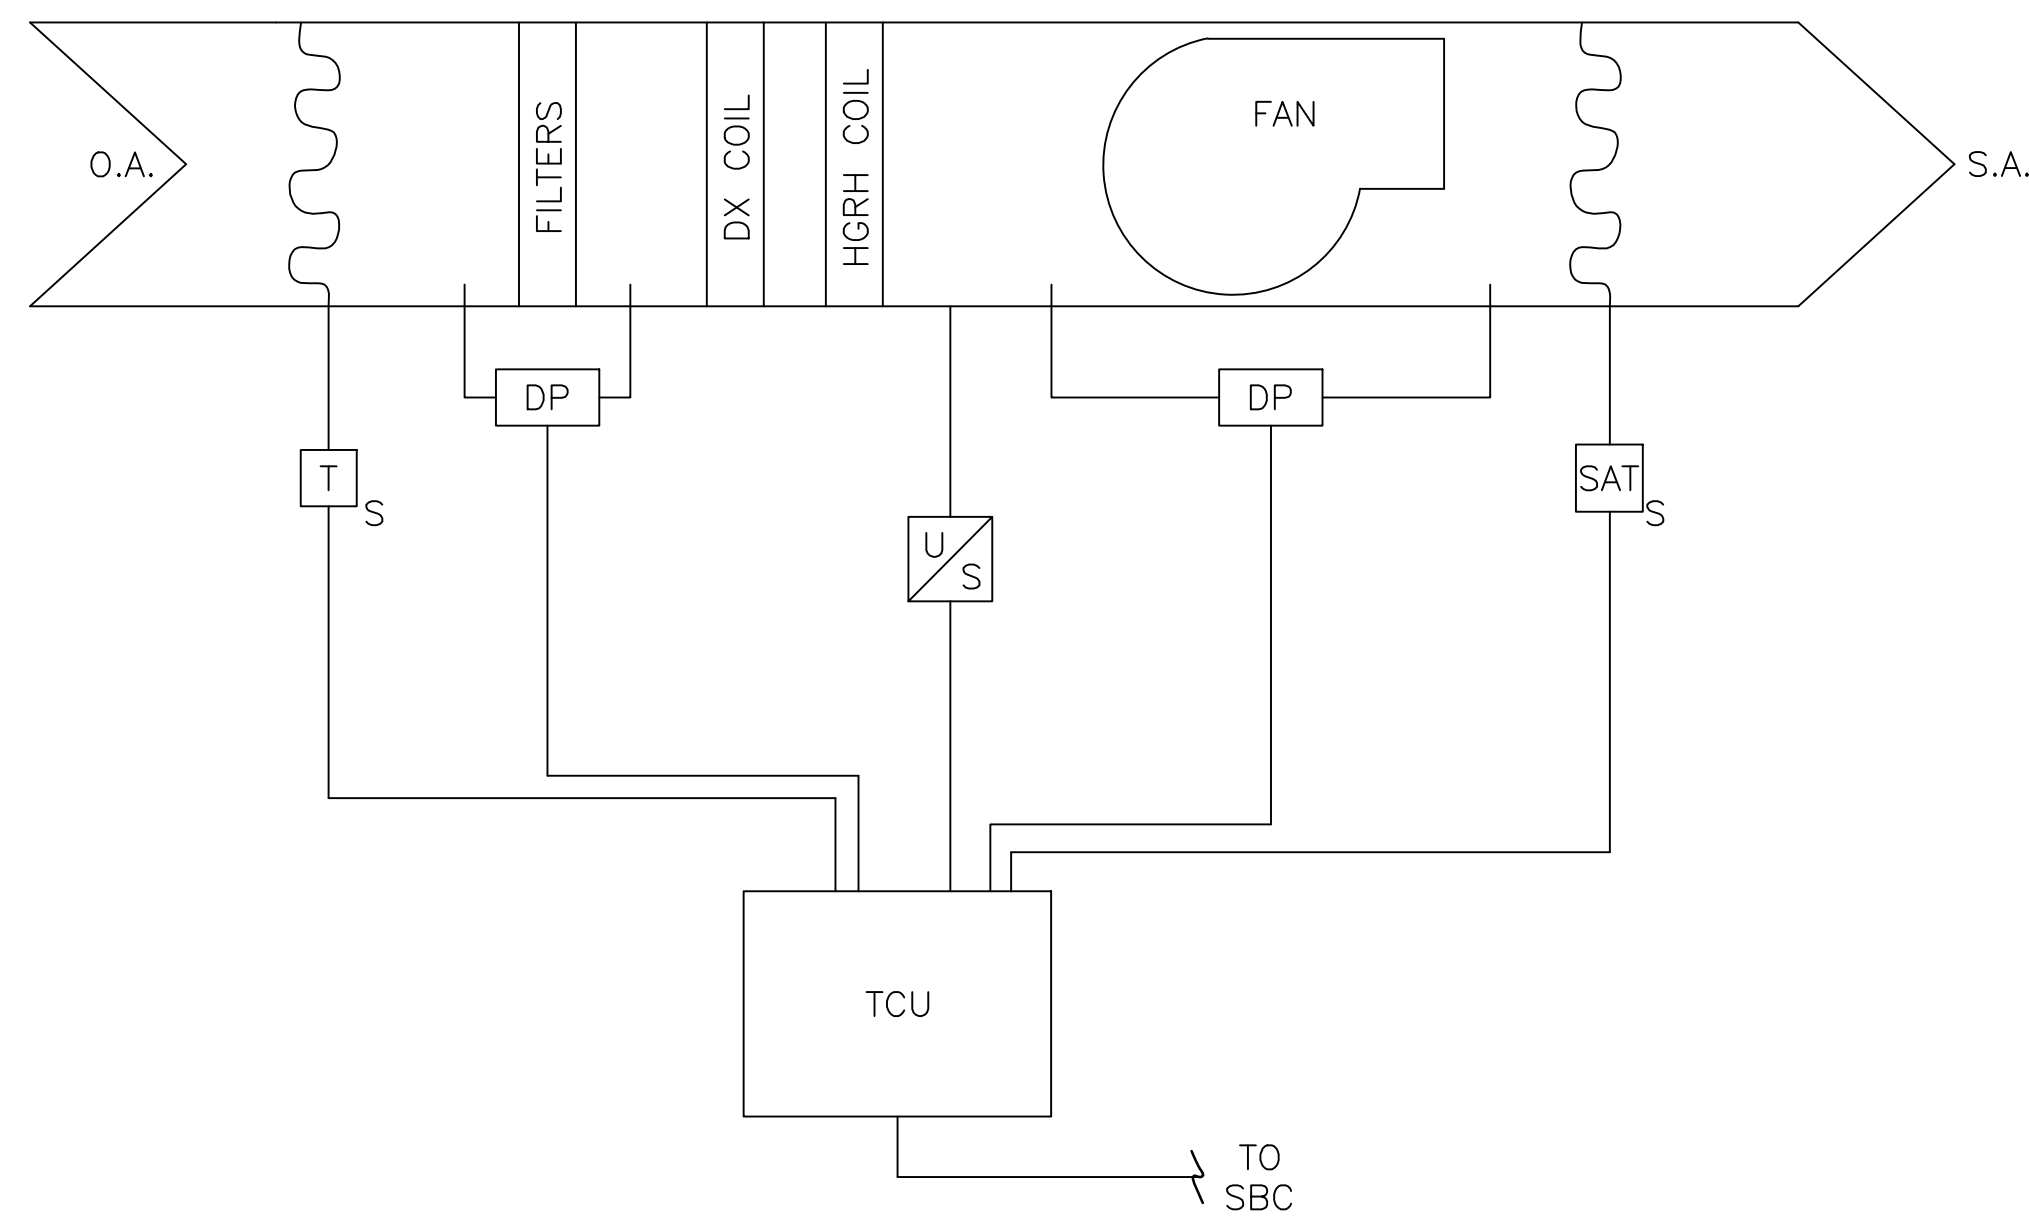 O.A.
FILTERS
DX COIL
HGRH COIL
FAN
S.A.
DP
DP
T
S
SAT
S
U
S
TCU
TO
SBC